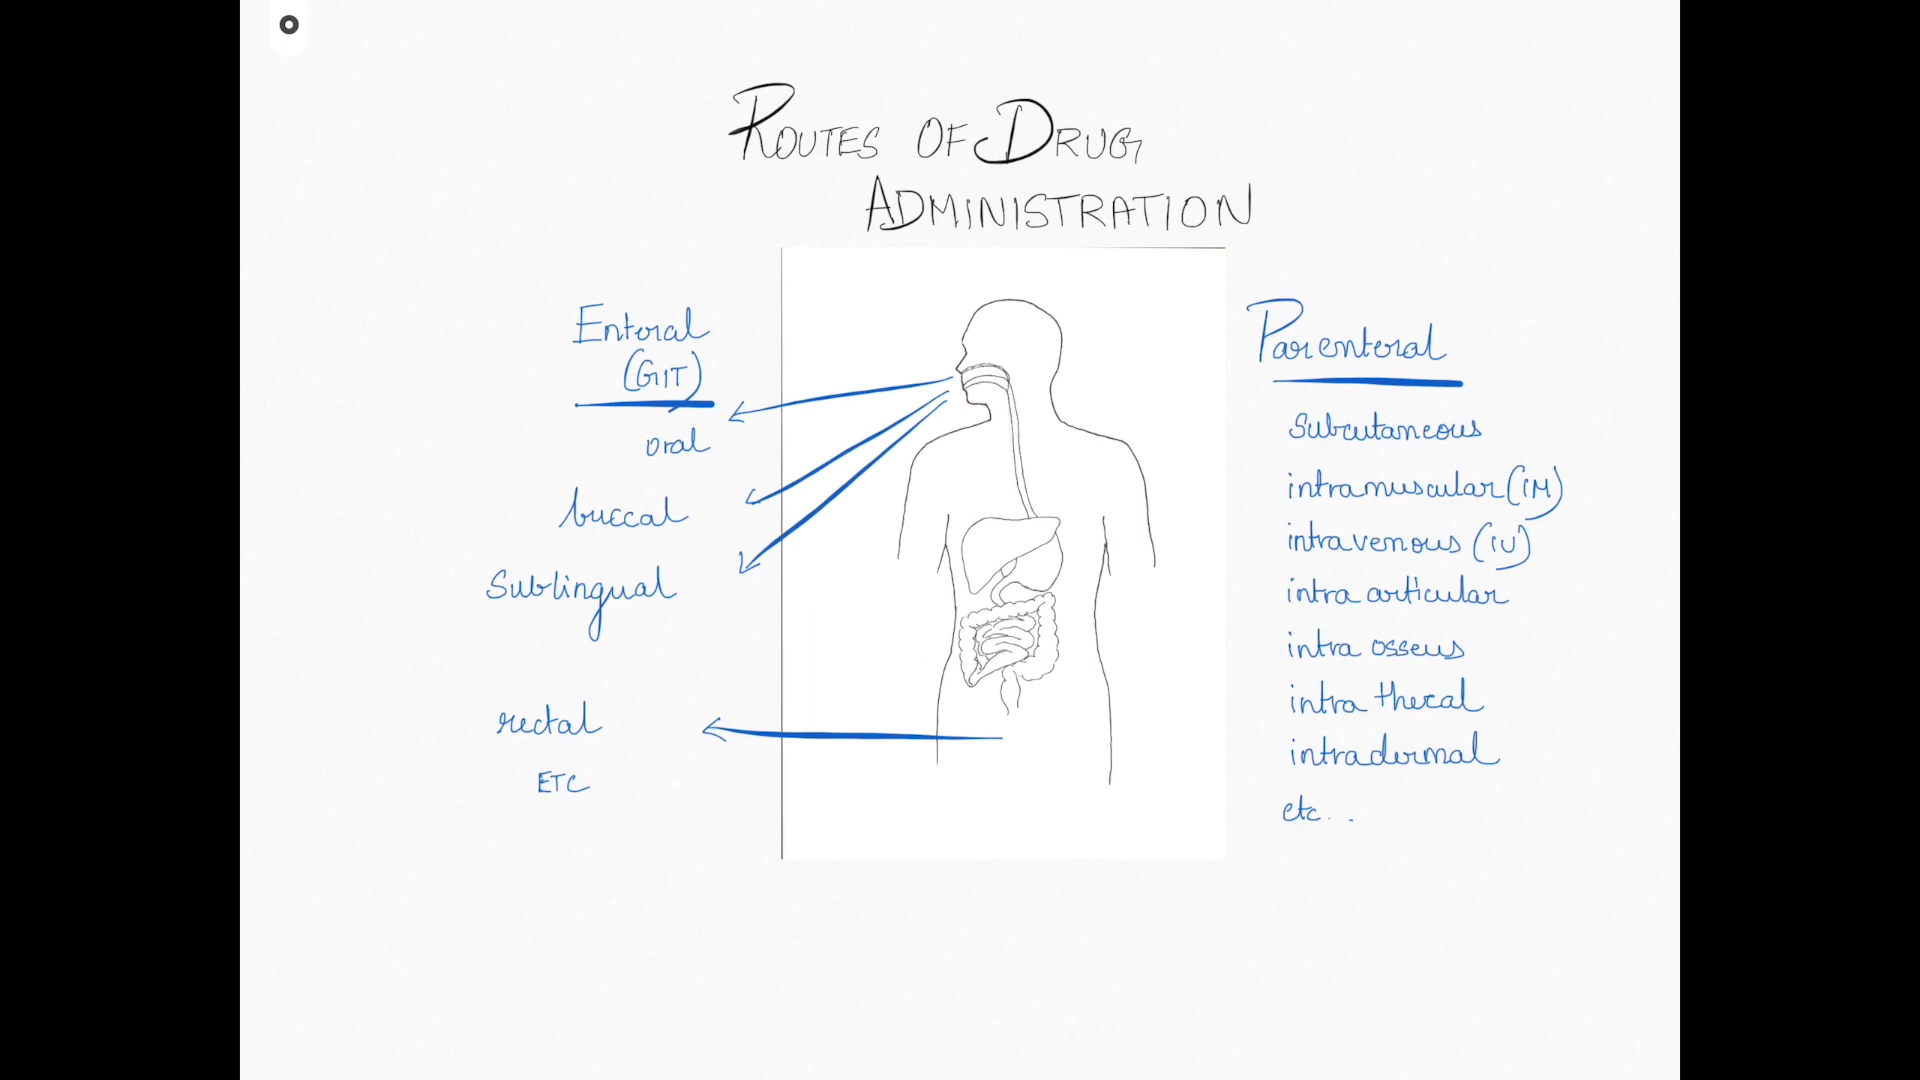 ROUTES OF DRUG
ADMINISTRATION
Enteral
(GIT)
oral
buccal
Sublingual
rectal
ETC
Parenteral
Subcutaneous
intramuscular (IM)
intravenous (IV)
intra articular
intra osseus
intra thecal
intradermal
etc..